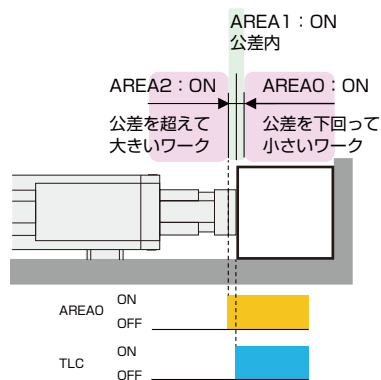 AREA1：ON
公差内
AREA2：ON
AREA0：ON
公差を超えて
大きいワーク
公差を下回って
小さいワーク
AREA0
ON
OFF
TLC
ON
OFF